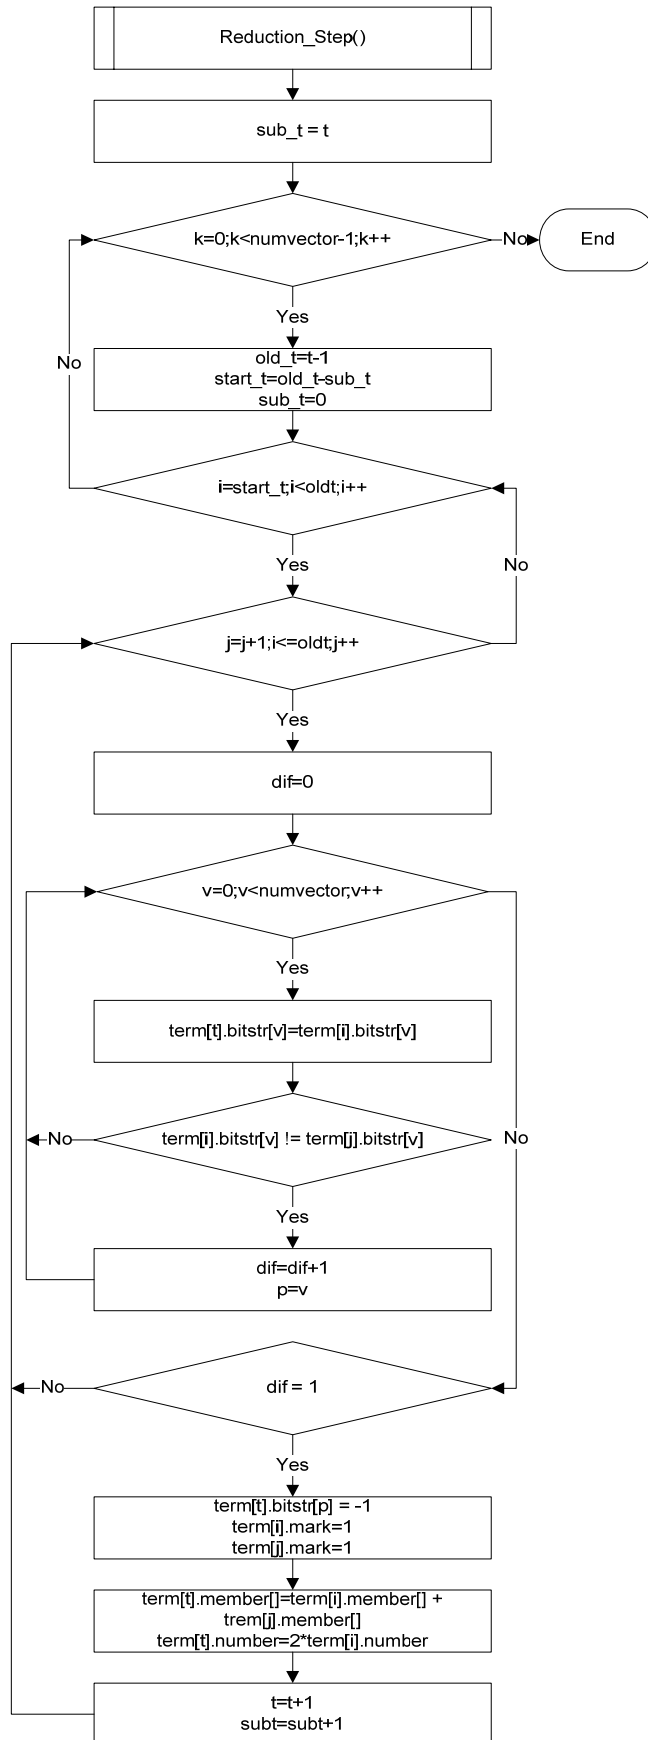 Reduction_Step()
sub_t = t
k=0;k<numvector-1;k++
No
End
Yes
old_t=t-1
start_t=old_t-sub_t
sub_t=0
No
i=start_t;i<oldt;i++
Yes
No
j=j+1;i<=oldt;j++
Yes
dif=0
v=0;v<numvector;v++
Yes
term[t].bitstr[v]=term[i].bitstr[v]
No
term[i].bitstr[v] != term[j].bitstr[v]
No
Yes
dif=dif+1
p=v
No
dif = 1
Yes
term[t].bitstr[p] = -1
term[i].mark=1
term[j].mark=1
term[t].member[]=term[i].member[] +
trem[j].member[]
term[t].number=2*term[i].number
t=t+1
subt=subt+1